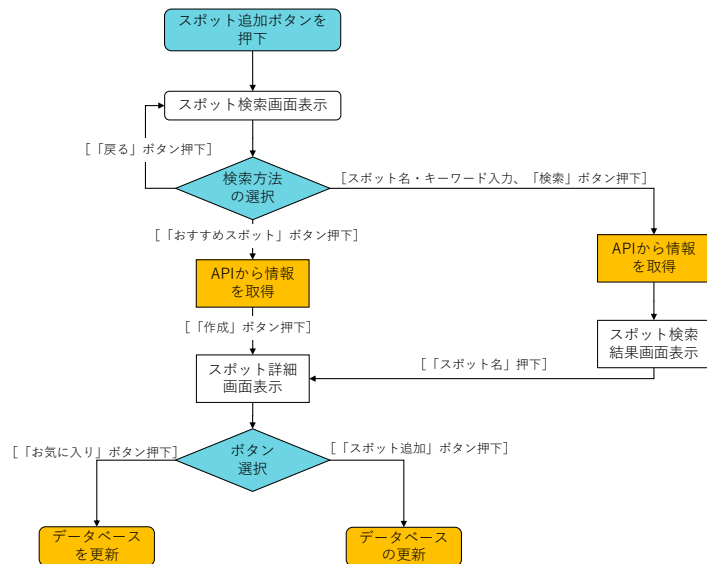 スポット追加ボタンを
押下
スポット検索画面表示
[「戻る」ボタン押下]
検索方法
の選択
[スポット名・キーワード入力、「検索」ボタン押下]
[「おすすめスポット」ボタン押下]
APIから情報
を取得
APIから情報
を取得
[「作成」ボタン押下]
スポット検索
結果画面表示
スポット詳細
画面表示
[「スポット名」押下]
[「お気に入り」ボタン押下]
ボタン
選択
[「スポット追加」ボタン押下]
データベース
を更新
データベース
の更新